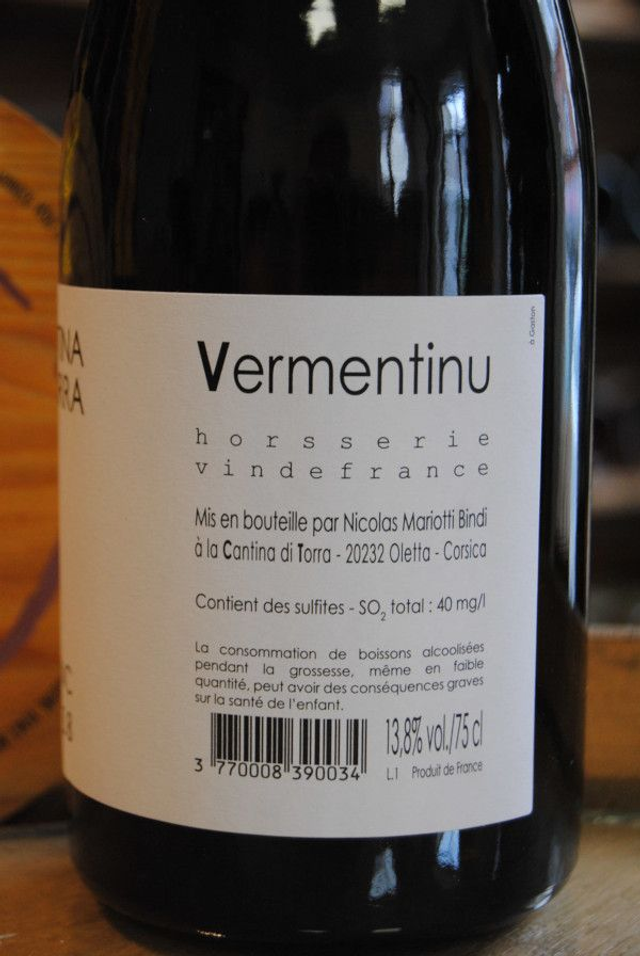 Vermentinu
horsserie
vindefrance
Mis en bouteille par Nicolas Mariotti Bindi
à la Cantina di Torra - 20232 Oletta - Corsica
Contient des sulfites - SO₂ total : 40 mg/l
La consommation de boissons alcoolisées
pendant la grossesse, même en faible
quantité, peut avoir des conséquences graves
sur la santé de l'enfant.
3 770008 390034
13,8% vol./75 cl
L.1 Produit de France